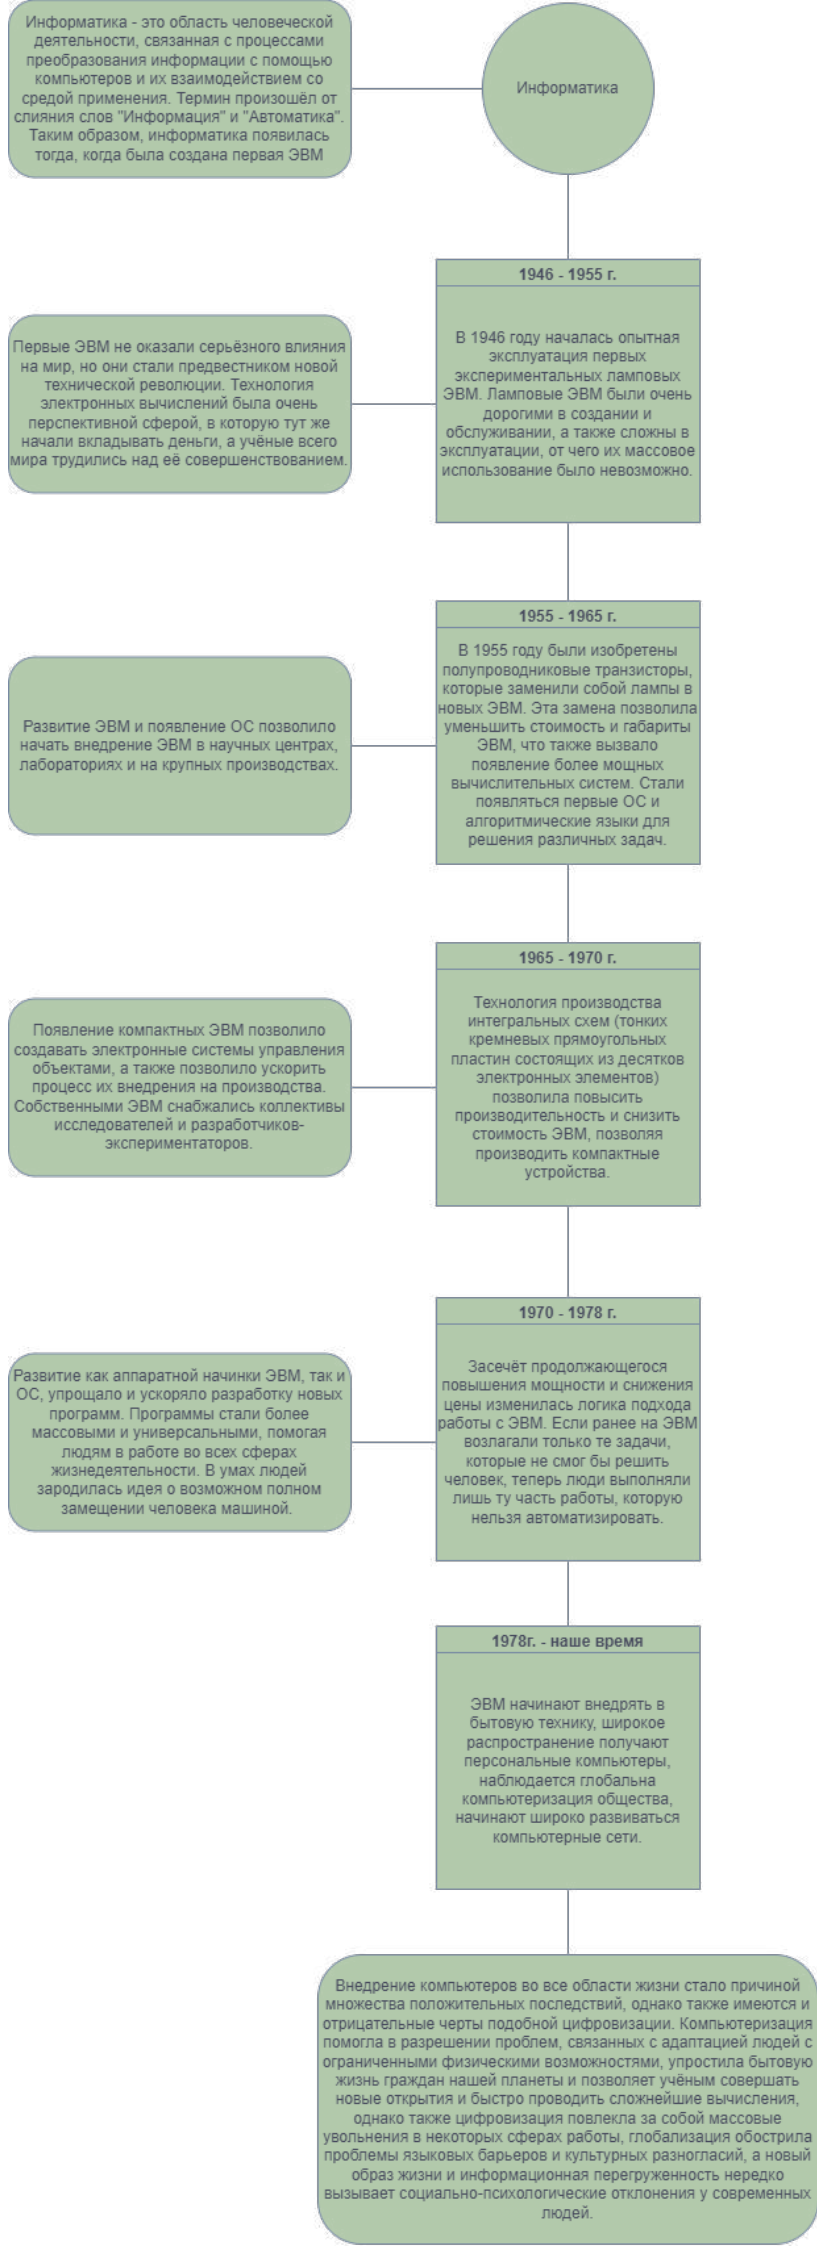 Информатика - это область человеческой
деятельности, связанная с процессами
преобразования информации с помощью
компьютеров и их взаимодействием со
средой применения. Термин произошёл от
слияния слов "Информация" и "Автоматика".
Таким образом, информатика появилась
тогда, когда была создана первая ЭВМ
Информатика
1946 - 1955 г.
В 1946 году началась опытная
эксплуатация первых
экспериментальных ламповых
ЭВМ. Ламповые ЭВМ были очень
дорогими в создании и
обслуживании, а также сложны в
эксплуатации, от чего их массовое
использование было невозможно.
Первые ЭВМ не оказали серьёзного влияния
на мир, но они стали предвестником новой
технической революции. Технология
электронных вычислений была очень
перспективной сферой, в которую тут же
начали вкладывать деньги, а учёные всего
мира трудились над её совершенствованием.
1955 - 1965 г.
В 1955 году были изобретены
полупроводниковые транзисторы,
которые заменили собой лампы в
новых ЭВМ. Эта замена позволила
уменьшить стоимость и габариты
ЭВМ, что также вызвало
появление более мощных
вычислительных систем. Стали
появляться первые ОС и
алгоритмические языки для
решения различных задач.
Развитие ЭВМ и появление ОС позволило
начать внедрение ЭВМ в научных центрах,
лабораториях и на крупных производствах.
1965 - 1970 г.
Технология производства
интегральных схем (тонких
кремневых прямоугольных
пластин состоящих из десятков
электронных элементов)
позволила повысить
производительность и снизить
стоимость ЭВМ, позволяя
производить компактные
устройства.
Появление компактных ЭВМ позволило
создавать электронные системы управления
объектами, а также позволило ускорить
процесс их внедрения на производства.
Собственными ЭВМ снабжались коллективы
исследователей и разработчиков-
экспериментаторов.
1970 - 1978 г.
Засечёт продолжающегося
повышения мощности и снижения
цены изменилась логика подхода
работы с ЭВМ. Если ранее на ЭВМ
возлагали только те задачи,
которые не смог бы решить
человек, теперь люди выполняли
лишь ту часть работы, которую
нельзя автоматизировать.
Развитие как аппаратной начинки ЭВМ, так и
ОС, упрощало и ускоряло разработку новых
программ. Программы стали более
массовыми и универсальными, помогая
людям в работе во всех сферах
жизнедеятельности. В умах людей
зародилась идея о возможном полном
замещении человека машиной.
1978г. - наше время
ЭВМ начинают внедрять в
бытовую технику, широкое
распространение получают
персональные компьютеры,
наблюдается глобальна
компьютеризация общества,
начинают широко развиваться
компьютерные сети.
Внедрение компьютеров во все области жизни стало причиной
множества положительных последствий, однако также имеются и
отрицательные черты подобной цифровизации. Компьютеризация
помогла в разрешении проблем, связанных с адаптацией людей с
ограниченными физическими возможностями, упростила бытовую
жизнь граждан нашей планеты и позволяет учёным совершать
новые открытия и быстро проводить сложнейшие вычисления,
однако также цифровизация повлекла за собой массовые
увольнения в некоторых сферах работы, глобализация обострила
проблемы языковых барьеров и культурных разногласий, а новый
образ жизни и информационная перегруженность нередко
вызывает социально-психологические отклонения у современных
людей.